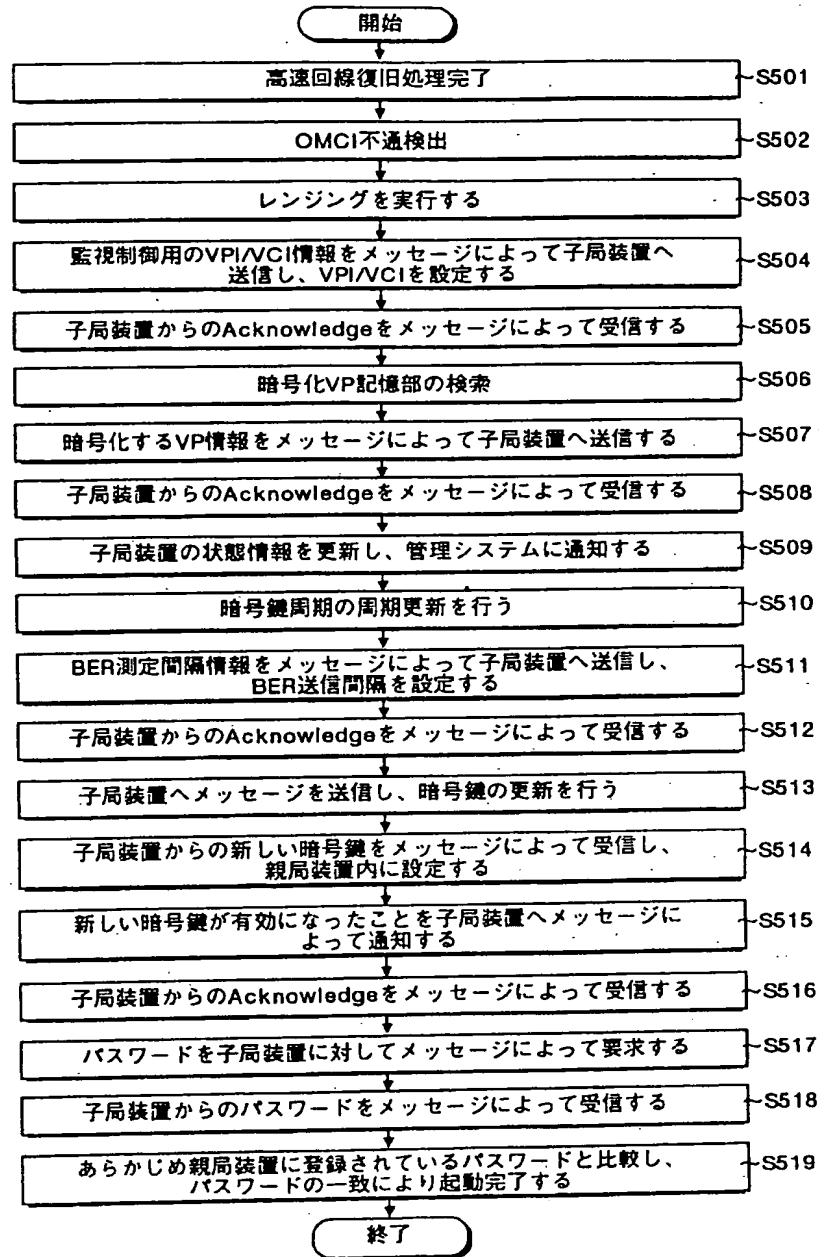 開始
高速回線復旧処理完了
S501
OMCI不通検出
S502
レンジングを実行する
S503
監視制御用のVPI/VCI情報をメッセージによって子局装置へ
送信し、VPI/VCIを設定する
S504
子局装置からのAcknowledgeをメッセージによって受信する
S505
暗号化VP記憶部の検索
S506
暗号化するVP情報をメッセージによって子局装置へ送信する
S507
子局装置からのAcknowledgeをメッセージによって受信する
S508
子局装置の状態情報を更新し、管理システムに通知する
S509
暗号鍵周期の周期更新を行う
S510
BER測定間隔情報をメッセージによって子局装置へ送信し、
BER送信間隔を設定する
S511
子局装置からのAcknowledgeをメッセージによって受信する
S512
子局装置へメッセージを送信し、暗号鍵の更新を行う
S513
子局装置からの新しい暗号鍵をメッセージによって受信し、
親局装置内に設定する
S514
新しい暗号鍵が有効になったことを子局装置へメッセージに
よって通知する
S515
子局装置からのAcknowledgeをメッセージによって受信する
S516
パスワードを子局装置に対してメッセージによって要求する
S517
子局装置からのパスワードをメッセージによって受信する
S518
あらかじめ親局装置に登録されているパスワードと比較し、
パスワードの一致により起動完了する
S519
終了